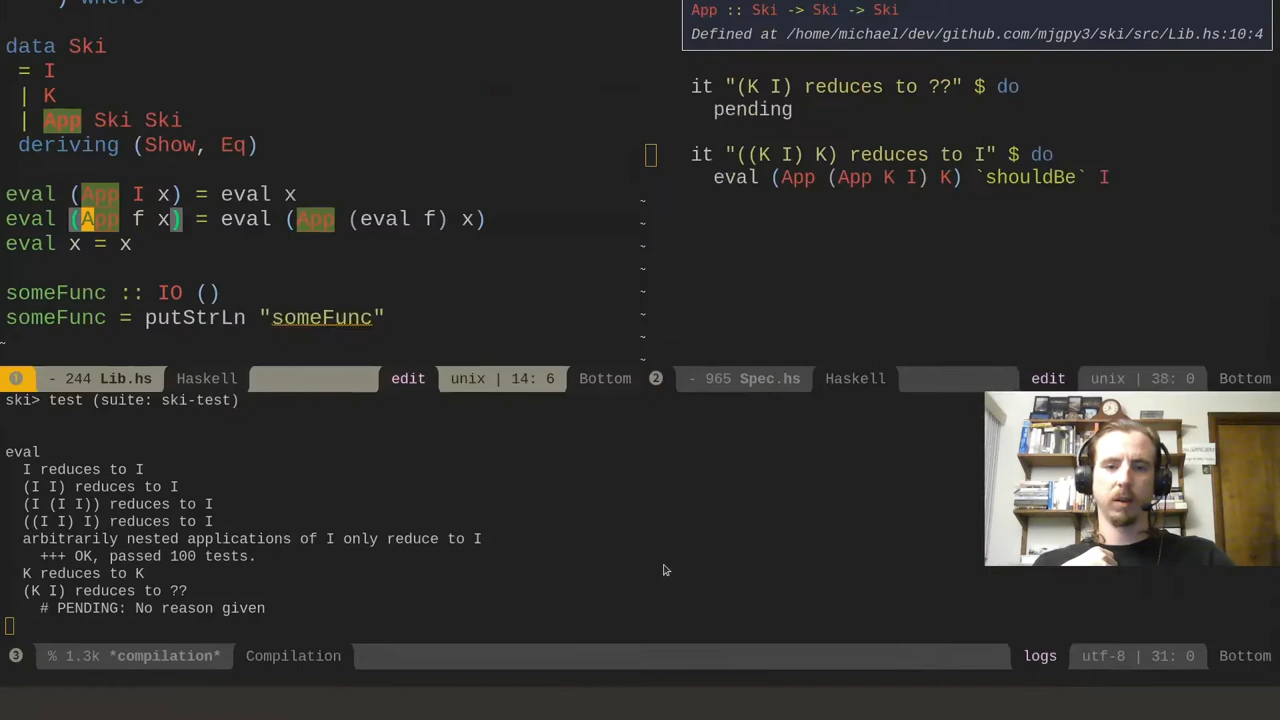 ) where
data Ski
= I
| K
| App Ski Ski
deriving (Show, Eq)
eval (App I x) = eval x
eval (App f x) = eval (App (eval f) x)
eval x = x
someFunc :: IO ()
someFunc = putStrLn "someFunc"
~
1 - 244 Lib.hs Haskell edit unix | 14: 6 Bottom
App :: Ski -> Ski -> Ski
Defined at /home/michael/dev/github.com/mjgpy3/ski/src/Lib.hs:10:4
it "(K I) reduces to ??" $ do
pending
it "((K I) K) reduces to I" $ do
eval (App (App K I) K) `shouldBe` I
~
~
~
~
~
~
~
~
2 - 965 Spec.hs Haskell edit unix | 38: 0 Bottom
ski> test (suite: ski-test)
eval
I reduces to I
(I I) reduces to I
(I (I I)) reduces to I
((I I) I) reduces to I
arbitrarily nested applications of I only reduce to I
+++ OK, passed 100 tests.
K reduces to K
(K I) reduces to ??
# PENDING: No reason given
3 % 1.3k *compilation* Compilation logs utf-8 | 31: 0 Bottom